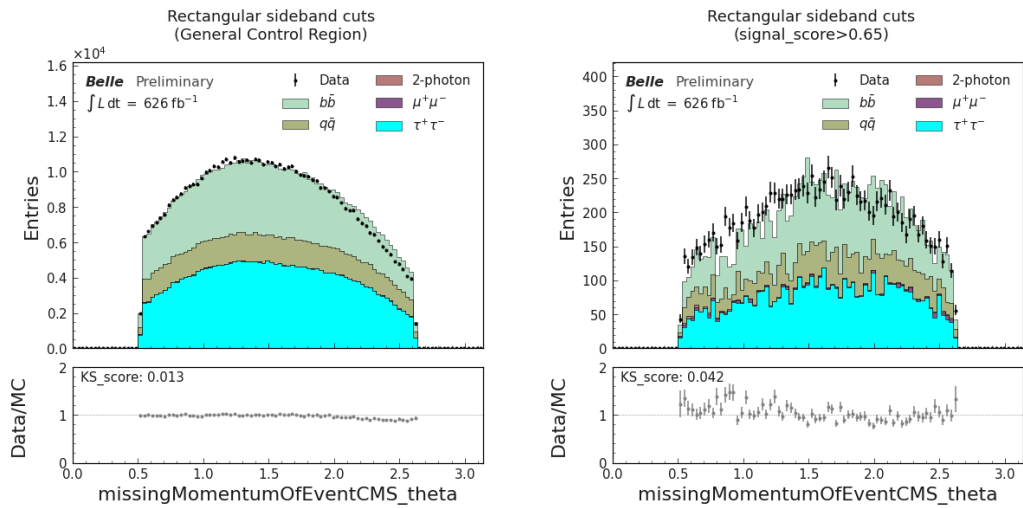 Rectangular sideband cuts
(General Control Region)
×10⁴
1.6
1.4
1.2
1.0
0.8
0.6
0.4
0.2
0.0
Entries
Belle Preliminary
∫ L dt = 626 fb⁻¹
Data
bb̄
qq̄
2-photon
μ⁺μ⁻
τ⁺τ⁻
2
1
0
Data/MC
KS_score: 0.013
0.0 0.5 1.0 1.5 2.0 2.5 3.0
missingMomentumOfEventCMS_theta
Rectangular sideband cuts
(signal_score>0.65)
400
350
300
250
200
150
100
50
0
Entries
Belle Preliminary
∫ L dt = 626 fb⁻¹
Data
bb̄
qq̄
2-photon
μ⁺μ⁻
τ⁺τ⁻
2
1
0
Data/MC
KS_score: 0.042
0.0 0.5 1.0 1.5 2.0 2.5 3.0
missingMomentumOfEventCMS_theta